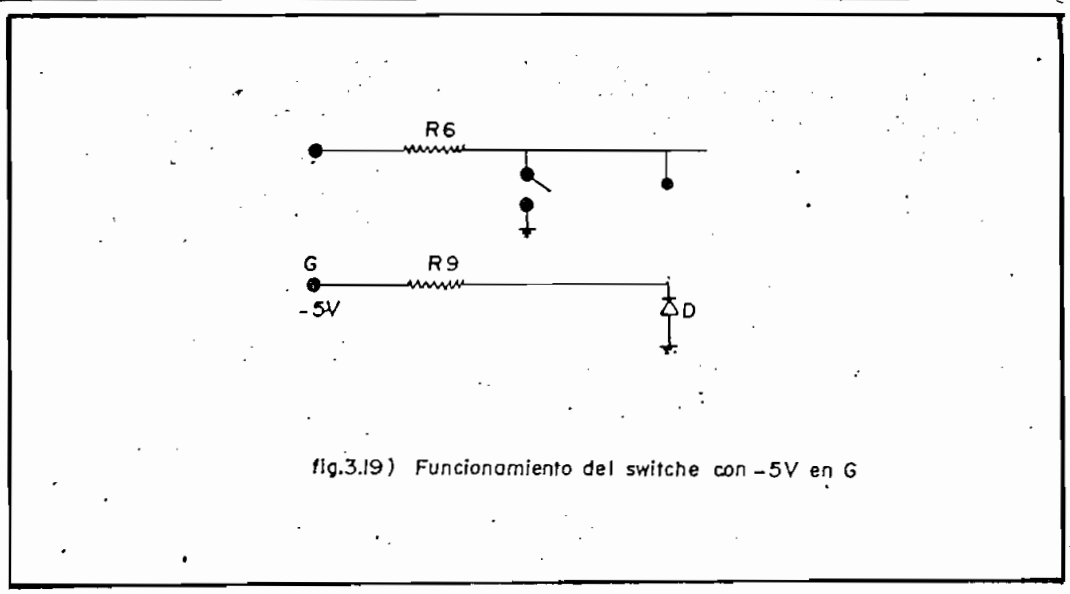 R6
G
R9
-5V
D
fig.3.19) Funcionamiento del switche con -5V en G